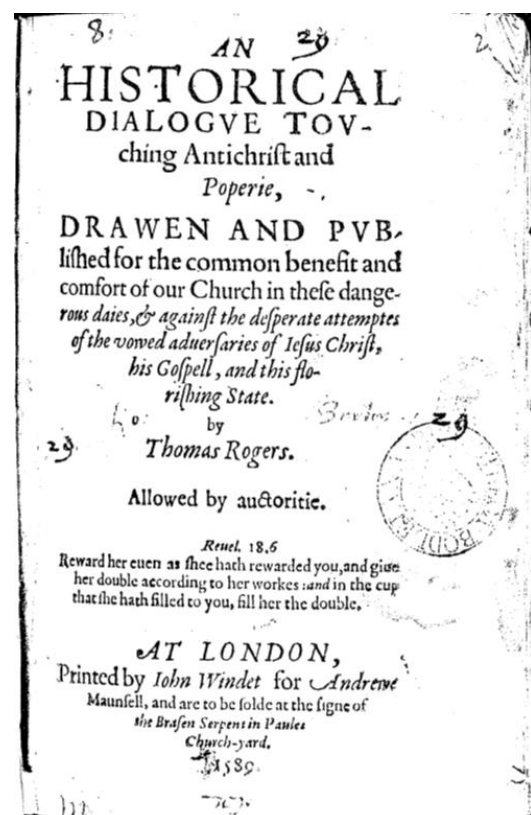 8.
AN 29
HISTORICAL
DIALOGVE TOV-
ching Antichriſt and
Poperie,
DRAWEN AND PVB-
liſhed for the common benefit and
comfort of our Church in theſe dange-
rous daies, & againſt the deſperate attemptes
of the vowed aduerſaries of Ieſus Chriſt,
his Goſpell, and this flo-
riſhing State.
by 29
29 Thomas Rogers.
Allowed by auctoritie.
Reuel. 18.6
Reward her euen as ſhee hath rewarded you, and giue
her double according to her workes: and in the cup
that ſhe hath filled to you, fill her the double.
AT LONDON,
Printed by Iohn Windet for Andrewe
Maunſell, and are to be ſolde at the ſigne of
the Braſen Serpent in Paules
Church-yard.
1589.